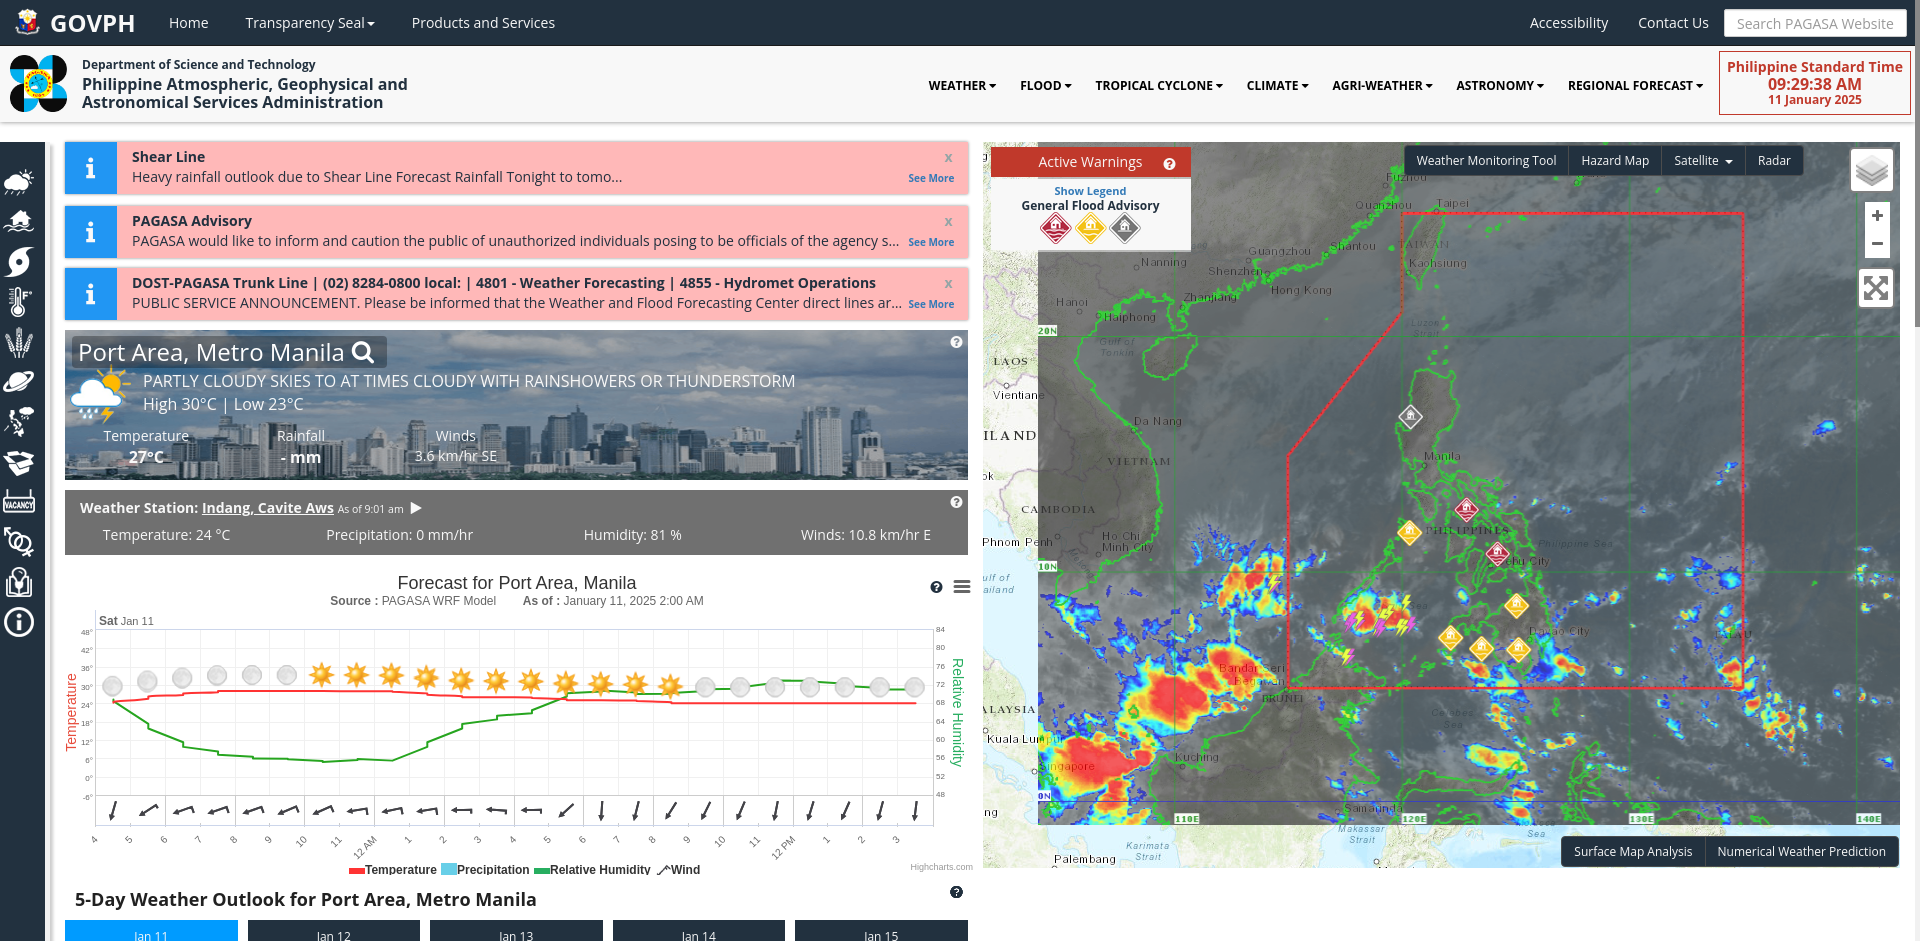 GOVPH
Home
Transparency Seal
Products and Services
Accessibility
Contact Us
Search PAGASA Website
Department of Science and Technology
Philippine Atmospheric, Geophysical and
Astronomical Services Administration
WEATHER
FLOOD
TROPICAL CYCLONE
CLIMATE
AGRI-WEATHER
ASTRONOMY
REGIONAL FORECAST
Philippine Standard Time
09:29:38 AM
11 January 2025
Shear Line
x
Heavy rainfall outlook due to Shear Line Forecast Rainfall Tonight to tomo...
See More
PAGASA Advisory
x
PAGASA would like to inform and caution the public of unauthorized individuals posing to be officials of the agency s...
See More
DOST-PAGASA Trunk Line | (02) 8284-0800 local: | 4801 - Weather Forecasting | 4855 - Hydromet Operations
x
PUBLIC SERVICE ANNOUNCEMENT. Please be informed that the Weather and Flood Forecasting Center direct lines ar...
See More
Port Area, Metro Manila
PARTLY CLOUDY SKIES TO AT TIMES CLOUDY WITH RAINSHOWERS OR THUNDERSTORM
High 30°C | Low 23°C
Temperature
Rainfall
Winds
27°C
- mm
3.6 km/hr SE
Weather Station: Indang, Cavite Aws As of 9:01 am
Temperature: 24 °C
Precipitation: 0 mm/hr
Humidity: 81 %
Winds: 10.8 km/hr E
Forecast for Port Area, Manila
Source : PAGASA WRF Model As of : January 11, 2025 2:00 AM
Sat Jan 11
Temperature
48°
42°
36°
30°
24°
18°
12°
6°
0°
-6°
84
80
76
72
68
64
60
56
52
48
Relative Humidity
4
5
6
7
8
9
10
11
12 AM
1
2
3
4
5
6
7
8
9
10
11
12 PM
1
2
3
Temperature
Precipitation
Relative Humidity
Wind
Highcharts.com
5-Day Weather Outlook for Port Area, Metro Manila
Jan 11
Jan 12
Jan 13
Jan 14
Jan 15
VACANCY
Active Warnings
Show Legend
General Flood Advisory
Weather Monitoring Tool
Hazard Map
Satellite
Radar
+
−
Fuzhou
Quanzhou
Taipei
TAIWAN
Shantou
Guangzhou
Kaohsiung
Nanning
Shenzhen
Hong Kong
Hanoi
Zhanjiang
Haiphong
Luzon
Strait
20N
Gulf of
Tonkin
LAOS
Vientiane
Da Nang
ILAND
VIETNAM
Manila
ok
CAMBODIA
PHILIPPINES
Phnom Penh
Ho Chi
Minh City
Philippine Sea
10N
ulf of
ailand
Davao City
PALAU
Bandar Seri
Begawan
BRUNEI
ALAYSIA
Celebes
Sea
Kuala Lumpur
Kuching
Singapore
0N
Samarinda
ng
110E
120E
130E
140E
Makassar
Strait
Karimata
Strait
Sea
Palembang
Surface Map Analysis
Numerical Weather Prediction